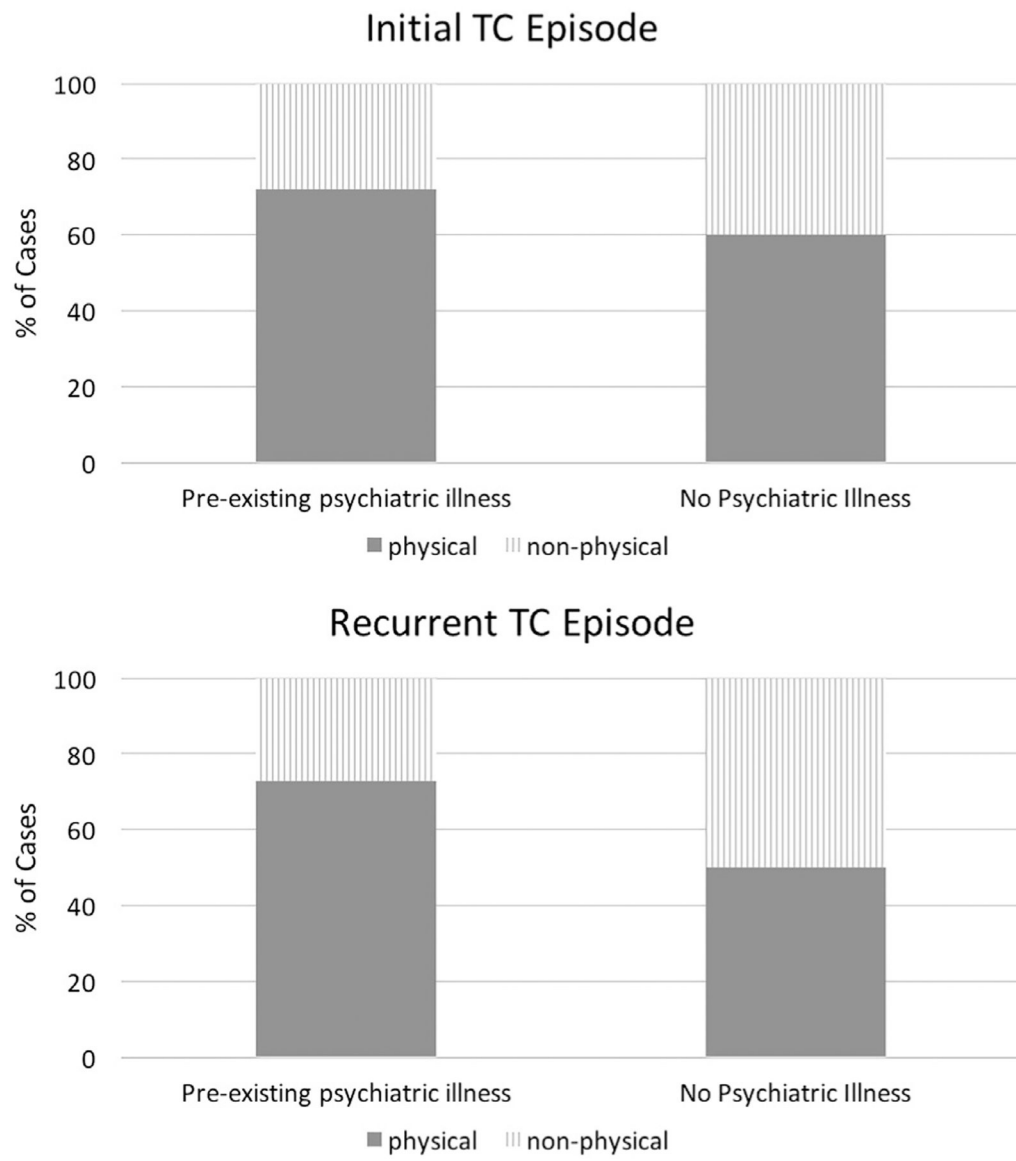 Initial TC Episode
100
80
60
40
20
0
% of Cases
Pre-existing psychiatric illness No Psychiatric Illness
physical non-physical
Recurrent TC Episode
100
80
60
40
20
0
% of Cases
Pre-existing psychiatric illness No Psychiatric Illness
physical non-physical